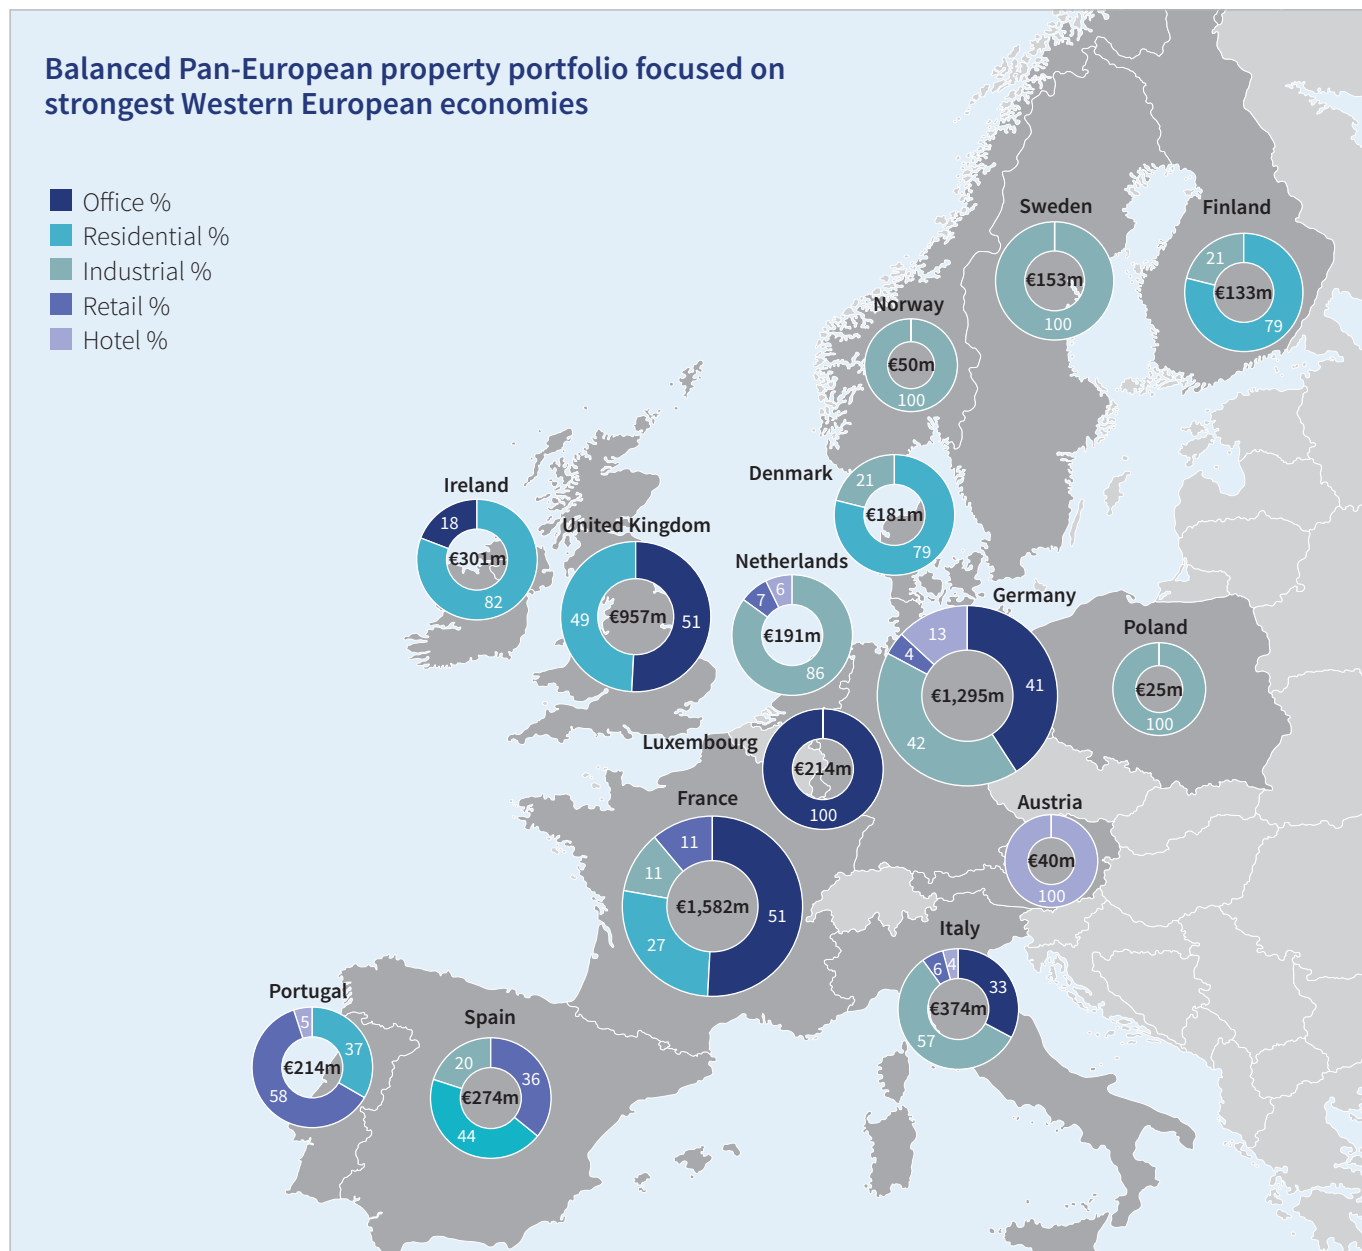 Balanced Pan-European property portfolio focused on
strongest Western European economies
Office %
Residential %
Industrial %
Retail %
Hotel %
Sweden
€153m
100
Finland
21
€133m
79
Norway
€50m
100
Denmark
21
€181m
79
Ireland
18
€301m
82
United Kingdom
49
€957m
51
Netherlands
7
6
€191m
86
Germany
13
4
€1,295m
41
42
Poland
€25m
100
Luxembourg
€214m
100
France
11
11
€1,582m
51
27
Austria
€40m
100
Italy
6
4
33
€374m
57
Portugal
5
37
€214m
58
Spain
20
36
€274m
44